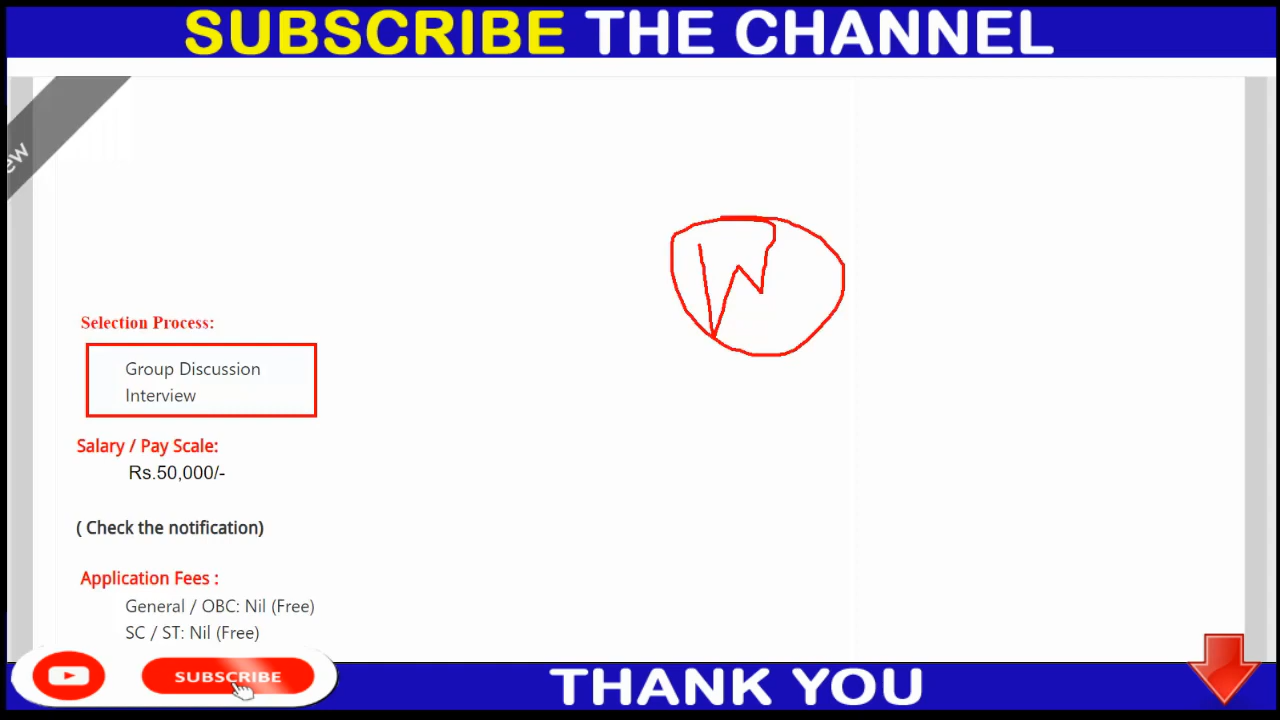 SUBSCRIBE THE CHANNEL
ew
Selection Process:
Group Discussion
Interview
Salary / Pay Scale:
Rs.50,000/-
( Check the notification)
Application Fees :
General / OBC: Nil (Free)
SC / ST: Nil (Free)
SUBSCRIBE
THANK YOU